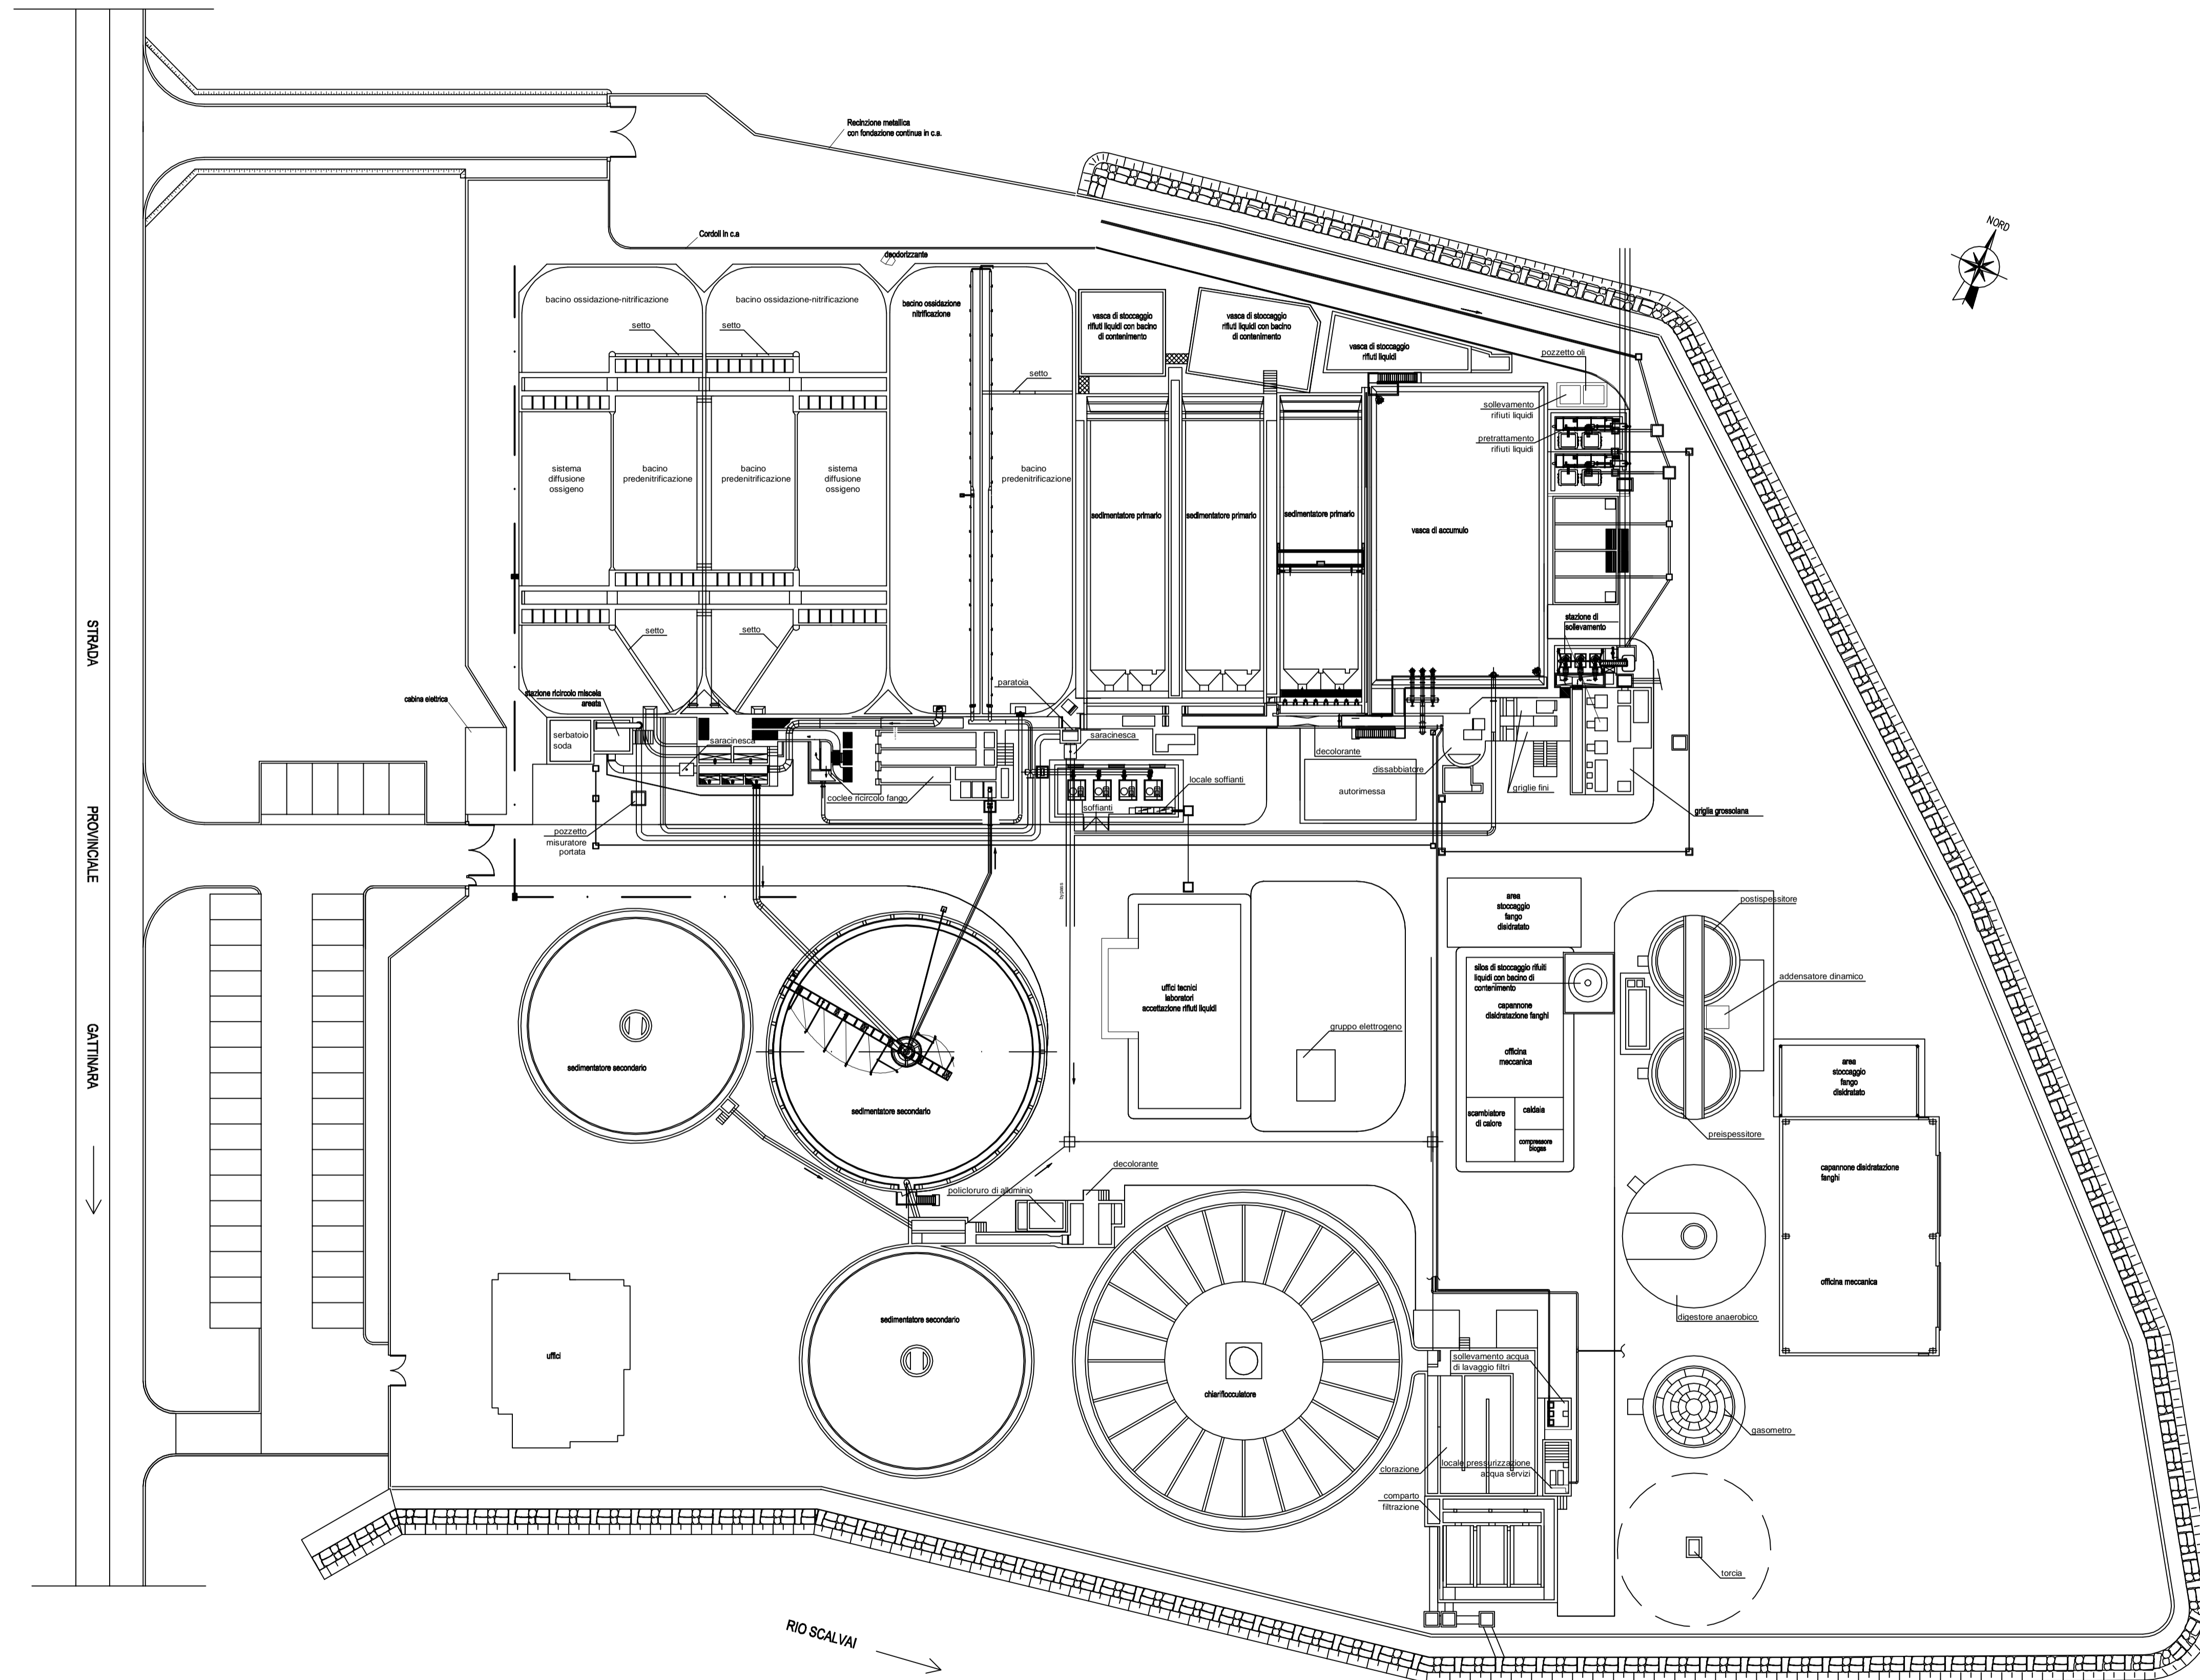 Recinzione metallica
con fondazione continua in c.a.
NORD
Cordoli in c.a
deodorizzante
bacino ossidazione-nitrificazione
bacino ossidazione-nitrificazione
bacino ossidazione
nitrificazione
vasca di stoccaggio
rifiuti liquidi con bacino
di contenimento
vasca di stoccaggio
rifiuti liquidi con bacino
di contenimento
vasca di stoccaggio
rifiuti liquidi
pozzetto oli
setto
setto
setto
sollevamento
rifiuti liquidi
pretrattamento
rifiuti liquidi
sistema
diffusione
ossigeno
bacino
predenitrificazione
bacino
predenitrificazione
sistema
diffusione
ossigeno
bacino
predenitrificazione
sedimentatore primario
sedimentatore primario
sedimentatore primario
vasca di accumulo
stazione di
sollevamento
setto
setto
STRADA
PROVINCIALE
GATTINARA
cabina elettrica
stazione ricircolo miscela
areata
paratoia
serbatoio
soda
saracinesca
saracinesca
decolorante
dissabbiatore
locale soffianti
coclee ricircolo fango
soffianti
autorimessa
griglie fini
griglia grossolana
pozzetto
misuratore
portata
bypass
area
stoccaggio
fango
disidratato
postispessitore
silos di stoccaggio rifiuti
liquidi con bacino di
contenimento
addensatore dinamico
uffici tecnici
laboratori
accettazione rifiuti liquidi
capannone
disidratazione fanghi
gruppo elettrogeno
officina
meccanica
sedimentatore secondario
sedimentatore secondario
area
stoccaggio
fango
disidratato
scambiatore
di calore
caldaia
compressore
biogas
preispessitore
decolorante
policloruro di alluminio
capannone disidratazione
fanghi
officina meccanica
digestore anaerobico
sedimentatore secondario
uffici
sollevamento acqua
di lavaggio filtri
chiariflocculatore
gasometro
clorazione
locale pressurizzazione
acqua servizi
comparto
filtrazione
torcia
RIO SCALVAI